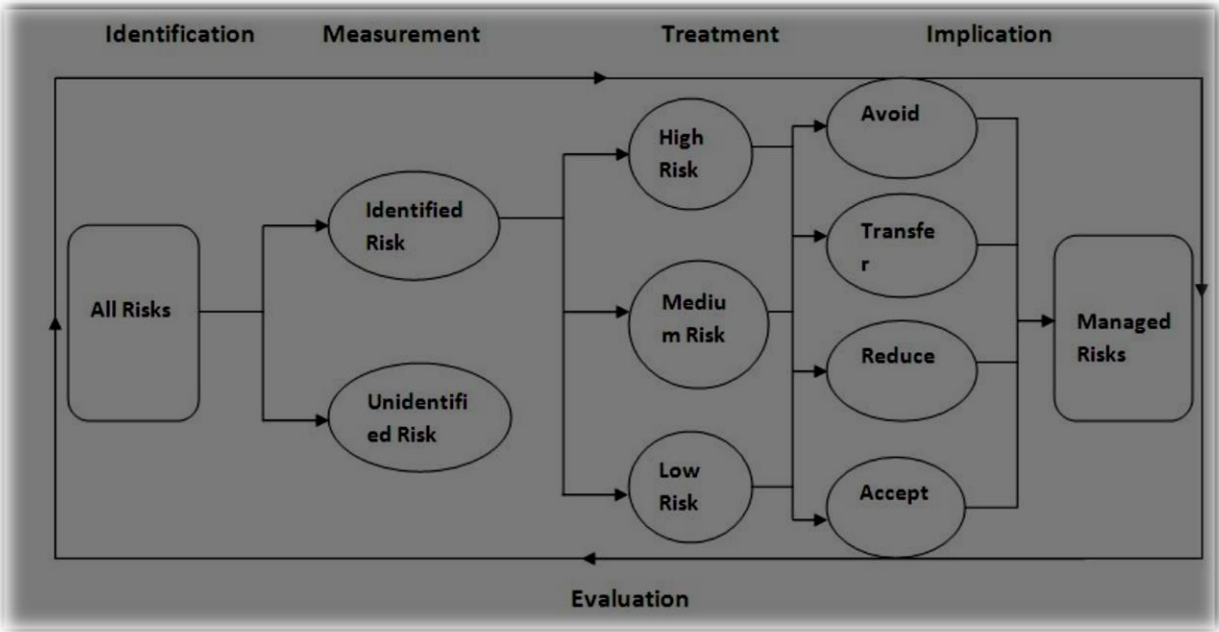 Identification Measurement Treatment Implication
All Risks
Identified
Risk
Unidentifi
ed Risk
High
Risk
Mediu
m Risk
Low
Risk
Avoid
Transfe
r
Reduce
Accept
Managed
Risks
Evaluation